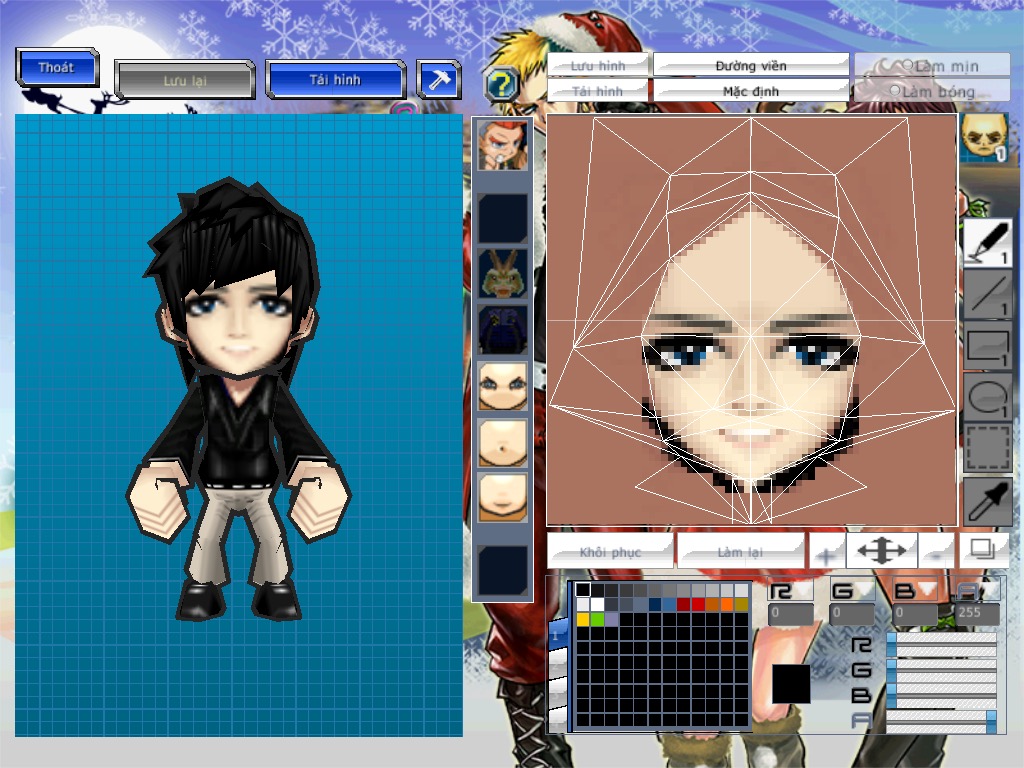 Thoát
Lưu lại
Tải hình
?
Lưu hình
Đường viền
Làm mịn
Tải hình
Mặc định
Làm bóng
1
1
1
1
1
Khôi phục
Làm lại
+
-
R
G
B
A
0
0
0
255
1
R
G
B
A